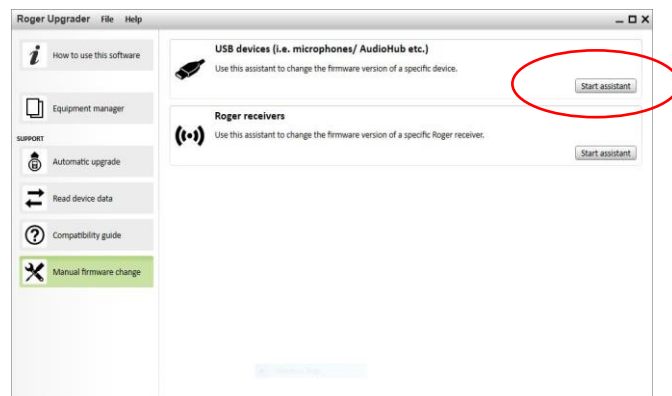 Roger Upgrader File Help
How to use this software
Equipment manager
SUPPORT
Automatic upgrade
Read device data
Compatibility guide
Manual firmware change
USB devices (i.e. microphones/ AudioHub etc.)
Use this assistant to change the firmware version of a specific device.
Start assistant
Roger receivers
Use this assistant to change the firmware version of a specific Roger receiver.
Start assistant